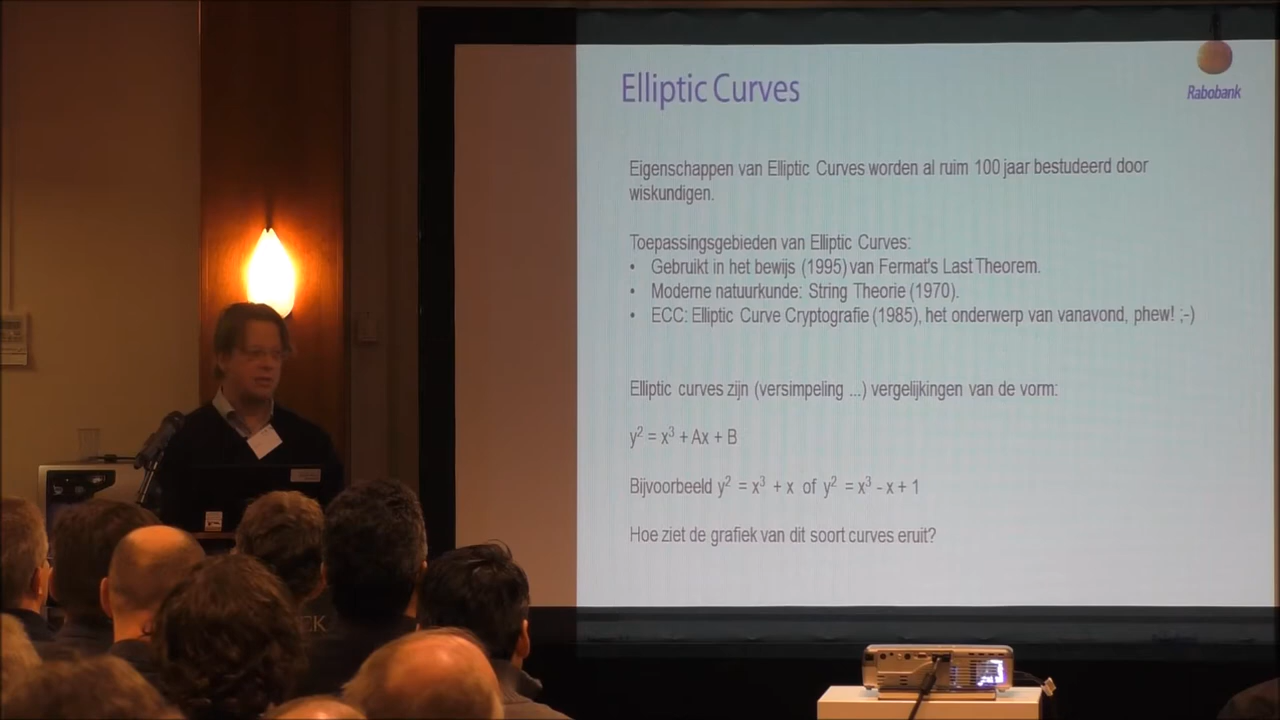 Elliptic Curves
Rabobank
Eigenschappen van Elliptic Curves worden al ruim 100 jaar bestudeerd door
wiskundigen.
Toepassingsgebieden van Elliptic Curves:
• Gebruikt in het bewijs (1995) van Fermat's Last Theorem.
• Moderne natuurkunde: String Theorie (1970).
• ECC: Elliptic Curve Cryptografie (1985), het onderwerp van vanavond, phew! ;-)
Elliptic curves zijn (versimpeling ...) vergelijkingen van de vorm:
y² = x³ + Ax + B
Bijvoorbeeld y² = x³ + x of y² = x³ - x + 1
Hoe ziet de grafiek van dit soort curves eruit?